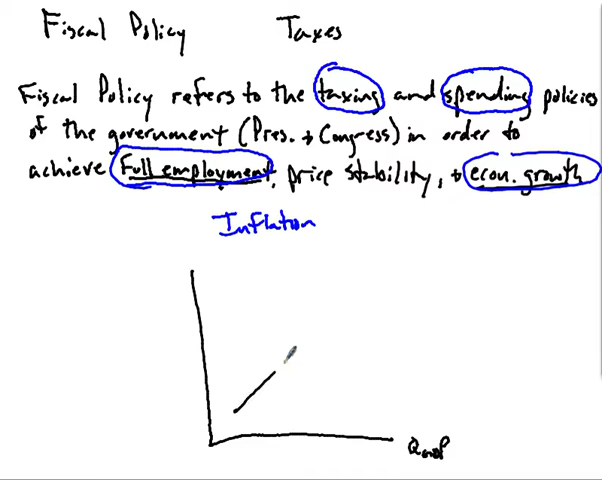 Fiscal Policy Taxes
Fiscal Policy refers to the taxing and spending policies
of the government (Pres. + Congress) in order to
achieve full employment, price stability, + econ. growth
Inflation